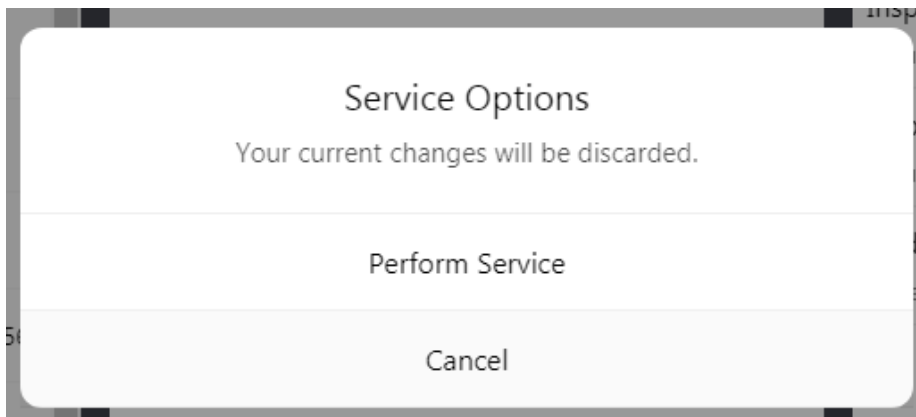 Service Options
Your current changes will be discarded.
Perform Service
Cancel